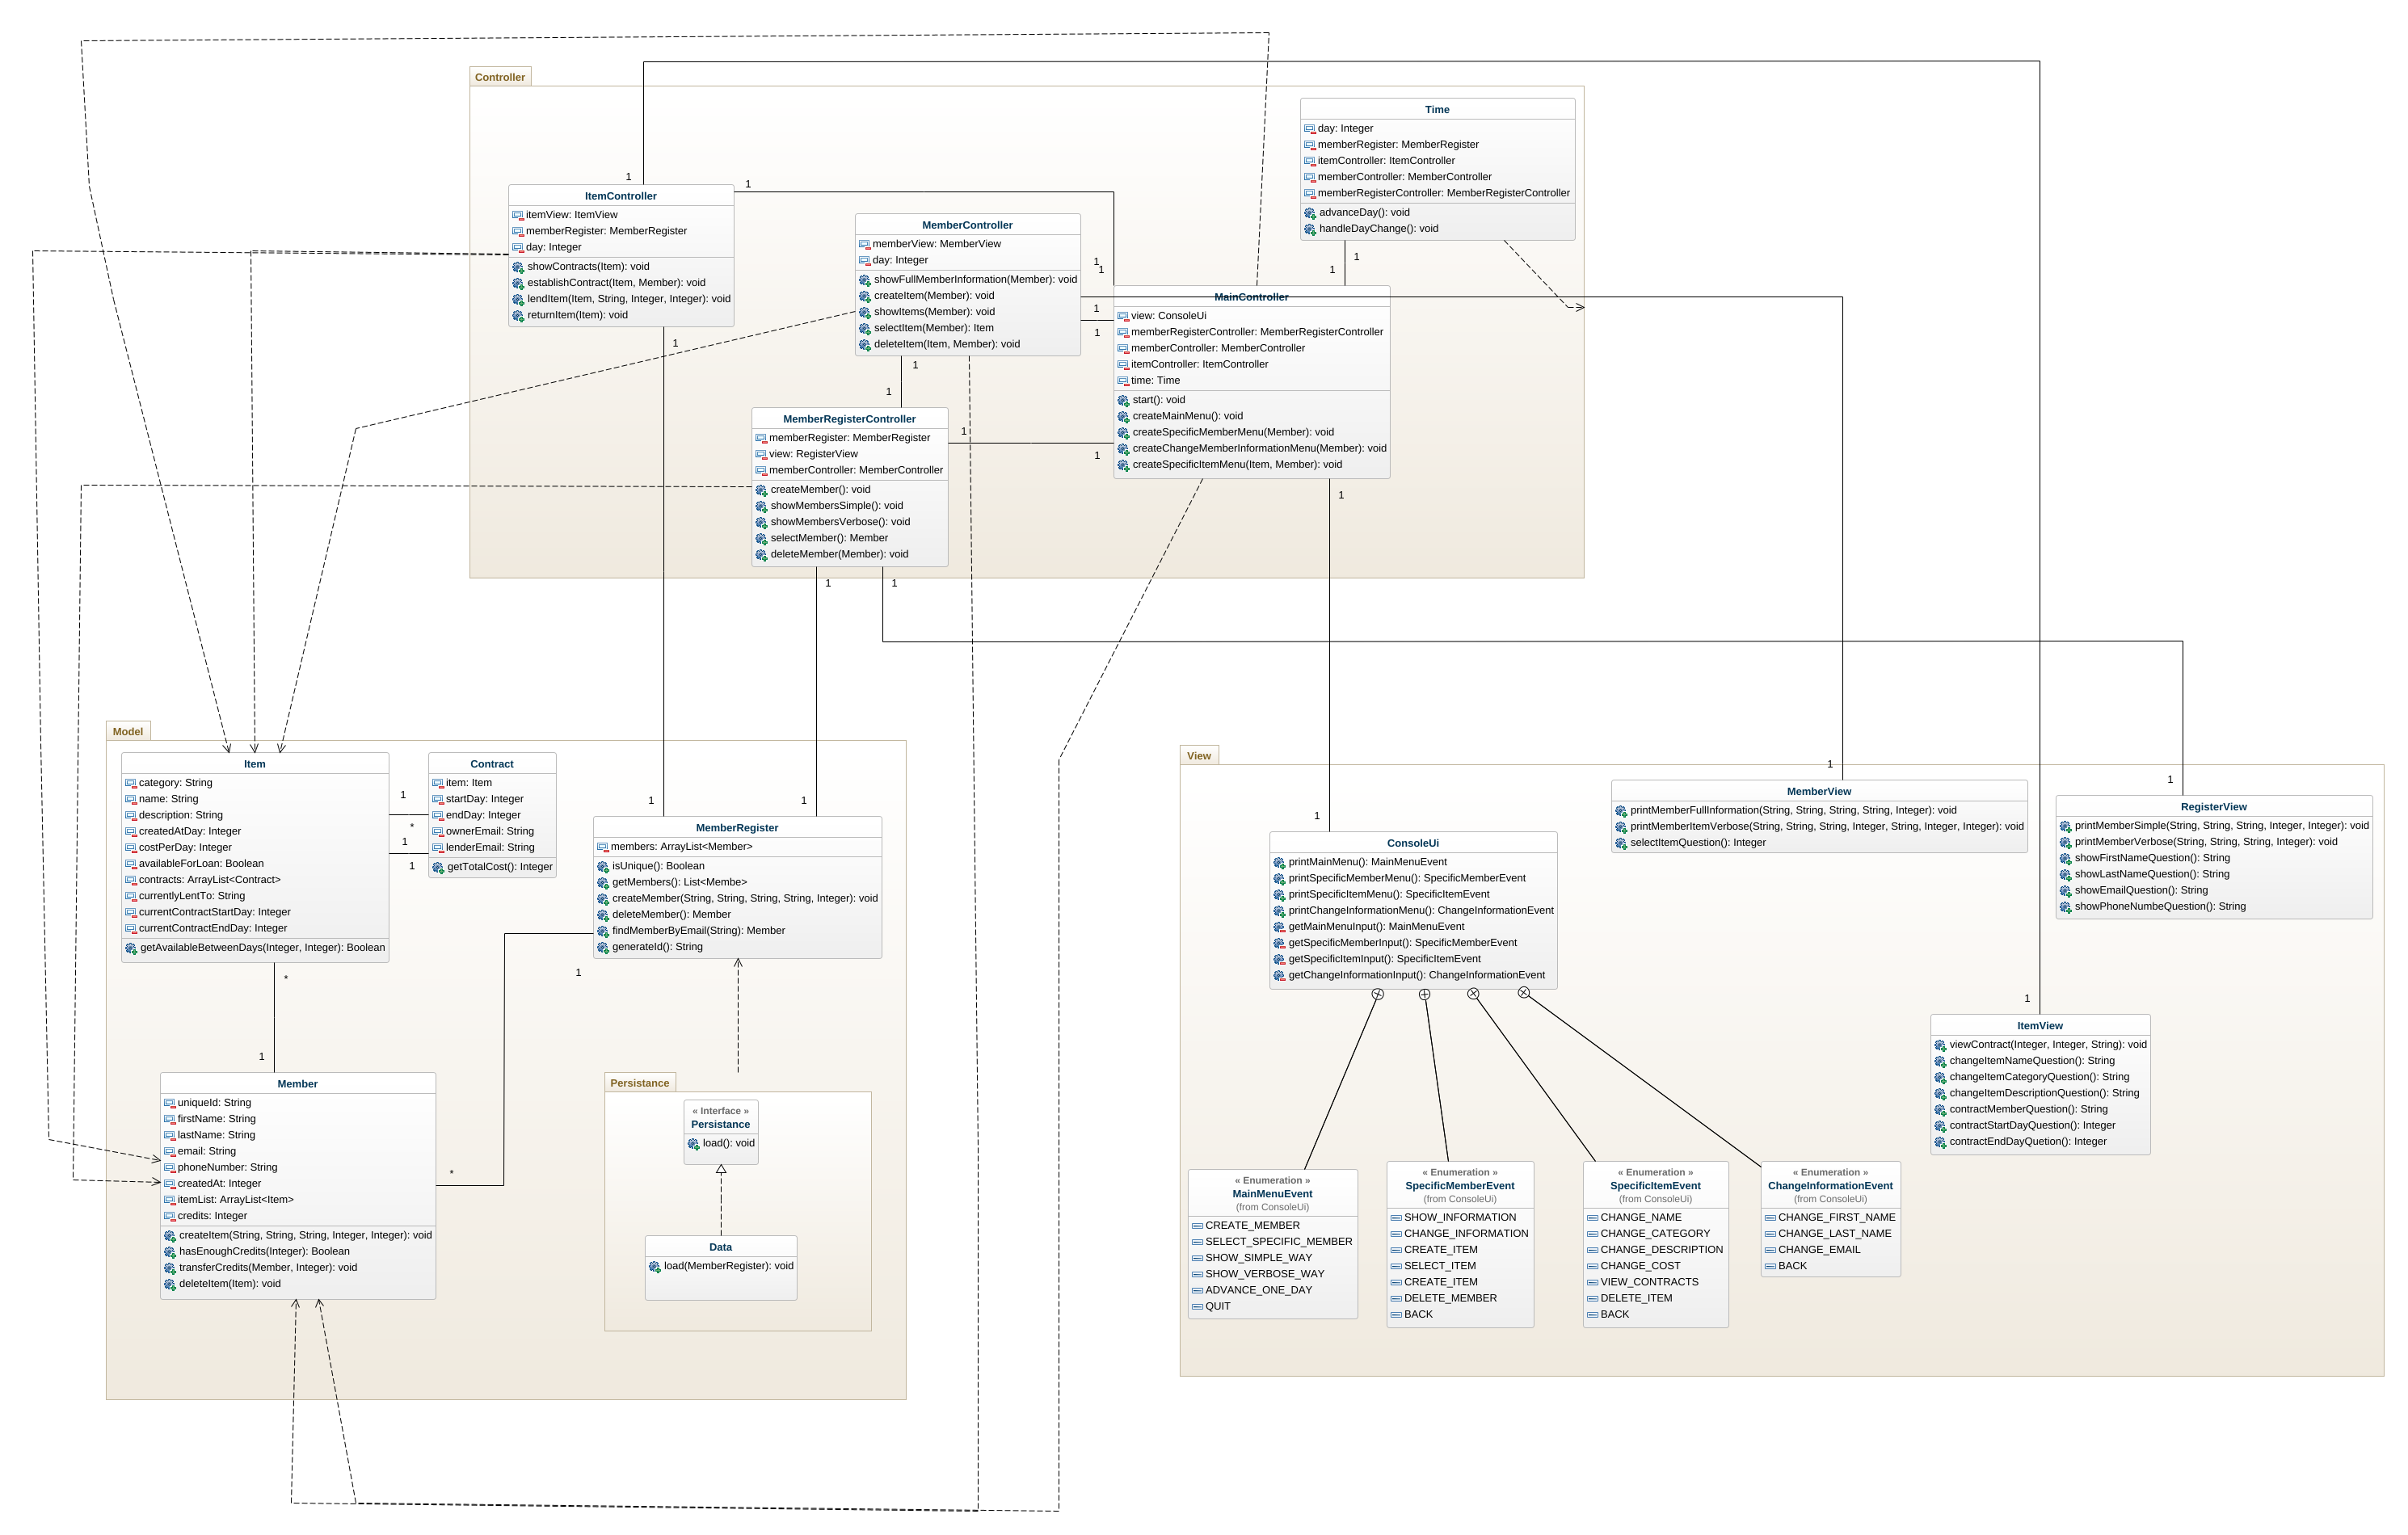 Controller
Time
day: Integer
memberRegister: MemberRegister
itemController: ItemController
memberController: MemberController
memberRegisterController: MemberRegisterController
advanceDay(): void
handleDayChange(): void
1
1
1
1
ItemController
itemView: ItemView
memberRegister: MemberRegister
day: Integer
showContracts(Item): void
establishContract(Item, Member): void
lendItem(Item, String, Integer, Integer): void
returnItem(Item): void
1
MemberController
memberView: MemberView
day: Integer
showFullMemberInformation(Member): void
createItem(Member): void
showItems(Member): void
selectItem(Member): Item
deleteItem(Item, Member): void
1
1
1
1
1
1
MainController
view: ConsoleUi
memberRegisterController: MemberRegisterController
memberController: MemberController
itemController: ItemController
time: Time
start(): void
createMainMenu(): void
createSpecificMemberMenu(Member): void
createChangeMemberInformationMenu(Member): void
createSpecificItemMenu(Item, Member): void
1
MemberRegisterController
memberRegister: MemberRegister
view: RegisterView
memberController: MemberController
createMember(): void
showMembersSimple(): void
showMembersVerbose(): void
selectMember(): Member
deleteMember(Member): void
1
1
1
1
Model
Item
category: String
name: String
description: String
createdAtDay: Integer
costPerDay: Integer
availableForLoan: Boolean
contracts: ArrayList<Contract>
currentlyLentTo: String
currentContractStartDay: Integer
currentContractEndDay: Integer
getAvailableBetweenDays(Integer, Integer): Boolean
1
*
1
1
Contract
item: Item
startDay: Integer
endDay: Integer
ownerEmail: String
lenderEmail: String
getTotalCost(): Integer
1
1
MemberRegister
members: ArrayList<Member>
isUnique(): Boolean
getMembers(): List<Membe>
createMember(String, String, String, String, Integer): void
deleteMember(): Member
findMemberByEmail(String): Member
generateId(): String
1
*
1
Member
uniqueId: String
firstName: String
lastName: String
email: String
phoneNumber: String
createdAt: Integer
itemList: ArrayList<Item>
credits: Integer
createItem(String, String, String, Integer, Integer): void
hasEnoughCredits(Integer): Boolean
transferCredits(Member, Integer): void
deleteItem(Item): void
*
Persistance
« Interface »
Persistance
load(): void
Data
load(MemberRegister): void
View
1
MemberView
printMemberFullInformation(String, String, String, String, Integer): void
printMemberItemVerbose(String, String, String, Integer, String, Integer, Integer): void
selectItemQuestion(): Integer
1
RegisterView
printMemberSimple(String, String, String, Integer, Integer): void
printMemberVerbose(String, String, String, Integer): void
showFirstNameQuestion(): String
showLastNameQuestion(): String
showEmailQuestion(): String
showPhoneNumbeQuestion(): String
1
ConsoleUi
printMainMenu(): MainMenuEvent
printSpecificMemberMenu(): SpecificMemberEvent
printSpecificItemMenu(): SpecificItemEvent
printChangeInformationMenu(): ChangeInformationEvent
getMainMenuInput(): MainMenuEvent
getSpecificMemberInput(): SpecificMemberEvent
getSpecificItemInput(): SpecificItemEvent
getChangeInformationInput(): ChangeInformationEvent
1
ItemView
viewContract(Integer, Integer, String): void
changeItemNameQuestion(): String
changeItemCategoryQuestion(): String
changeItemDescriptionQuestion(): String
contractMemberQuestion(): String
contractStartDayQuestion(): Integer
contractEndDayQuetion(): Integer
« Enumeration »
MainMenuEvent
(from ConsoleUi)
CREATE_MEMBER
SELECT_SPECIFIC_MEMBER
SHOW_SIMPLE_WAY
SHOW_VERBOSE_WAY
ADVANCE_ONE_DAY
QUIT
« Enumeration »
SpecificMemberEvent
(from ConsoleUi)
SHOW_INFORMATION
CHANGE_INFORMATION
CREATE_ITEM
SELECT_ITEM
CREATE_ITEM
DELETE_MEMBER
BACK
« Enumeration »
SpecificItemEvent
(from ConsoleUi)
CHANGE_NAME
CHANGE_CATEGORY
CHANGE_DESCRIPTION
CHANGE_COST
VIEW_CONTRACTS
DELETE_ITEM
BACK
« Enumeration »
ChangeInformationEvent
(from ConsoleUi)
CHANGE_FIRST_NAME
CHANGE_LAST_NAME
CHANGE_EMAIL
BACK